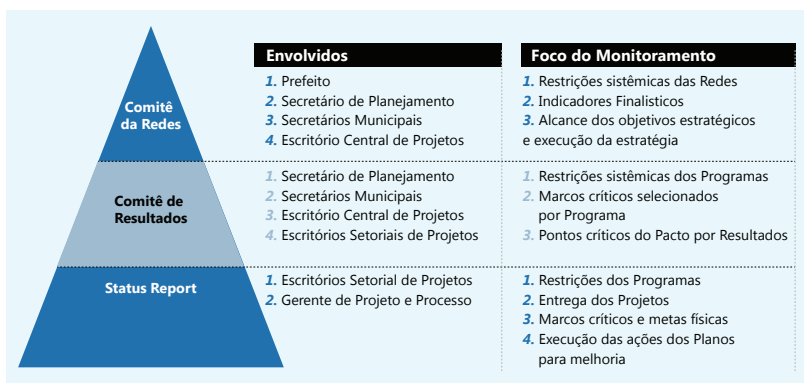 Envolvidos
Foco do Monitoramento
Comitê
da Redes
1. Prefeito
2. Secretário de Planejamento
3. Secretários Municipais
4. Escritório Central de Projetos
1. Restrições sistêmicas das Redes
2. Indicadores Finalisticos
3. Alcance dos objetivos estratégicos
e execução da estratégia
Comitê de
Resultados
1. Secretário de Planejamento
2. Secretários Municipais
3. Escritório Central de Projetos
4. Escritórios Setoriais de Projetos
1. Restrições sistêmicas dos Programas
2. Marcos críticos selecionados
por Programa
3. Pontos críticos do Pacto por Resultados
Status Report
1. Escritórios Setorial de Projetos
2. Gerente de Projeto e Processo
1. Restrições dos Programas
2. Entrega dos Projetos
3. Marcos críticos e metas físicas
4. Execução das ações dos Planos
para melhoria